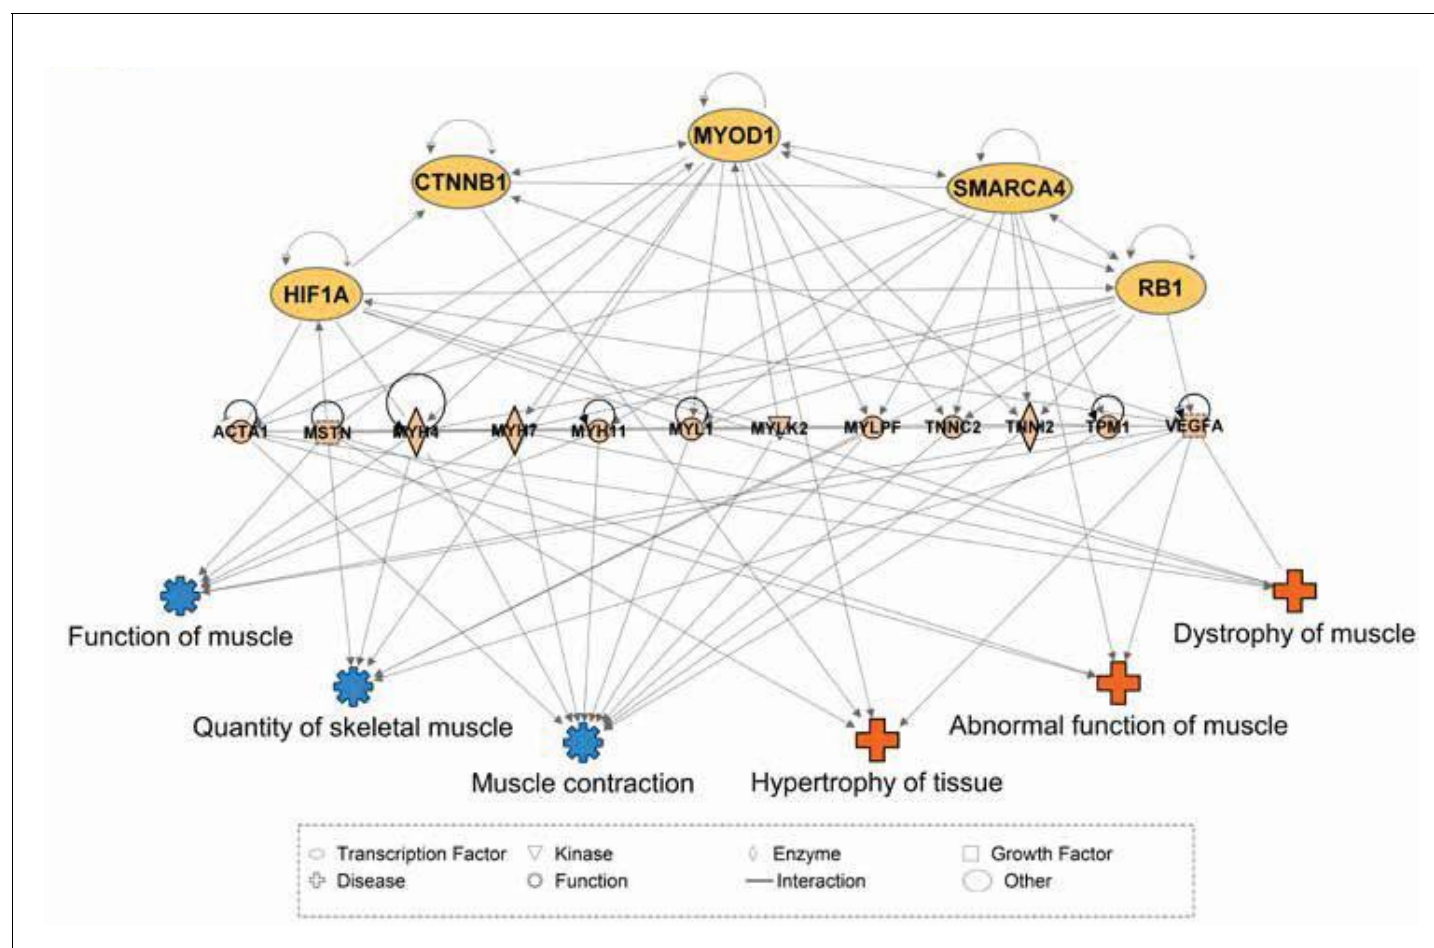 MYOD1
CTNNB1
SMARCA4
HIF1A
RB1
ACTA1 MSTN MYH4 MYH7 MYH11 MYL1 MYLK2 MYLPF TNNC2 TNNI2 TPM1 VEGFA
Function of muscle
Dystrophy of muscle
Quantity of skeletal muscle
Abnormal function of muscle
Muscle contraction
Hypertrophy of tissue
Transcription Factor Kinase Enzyme Growth Factor
Disease Function Interaction Other